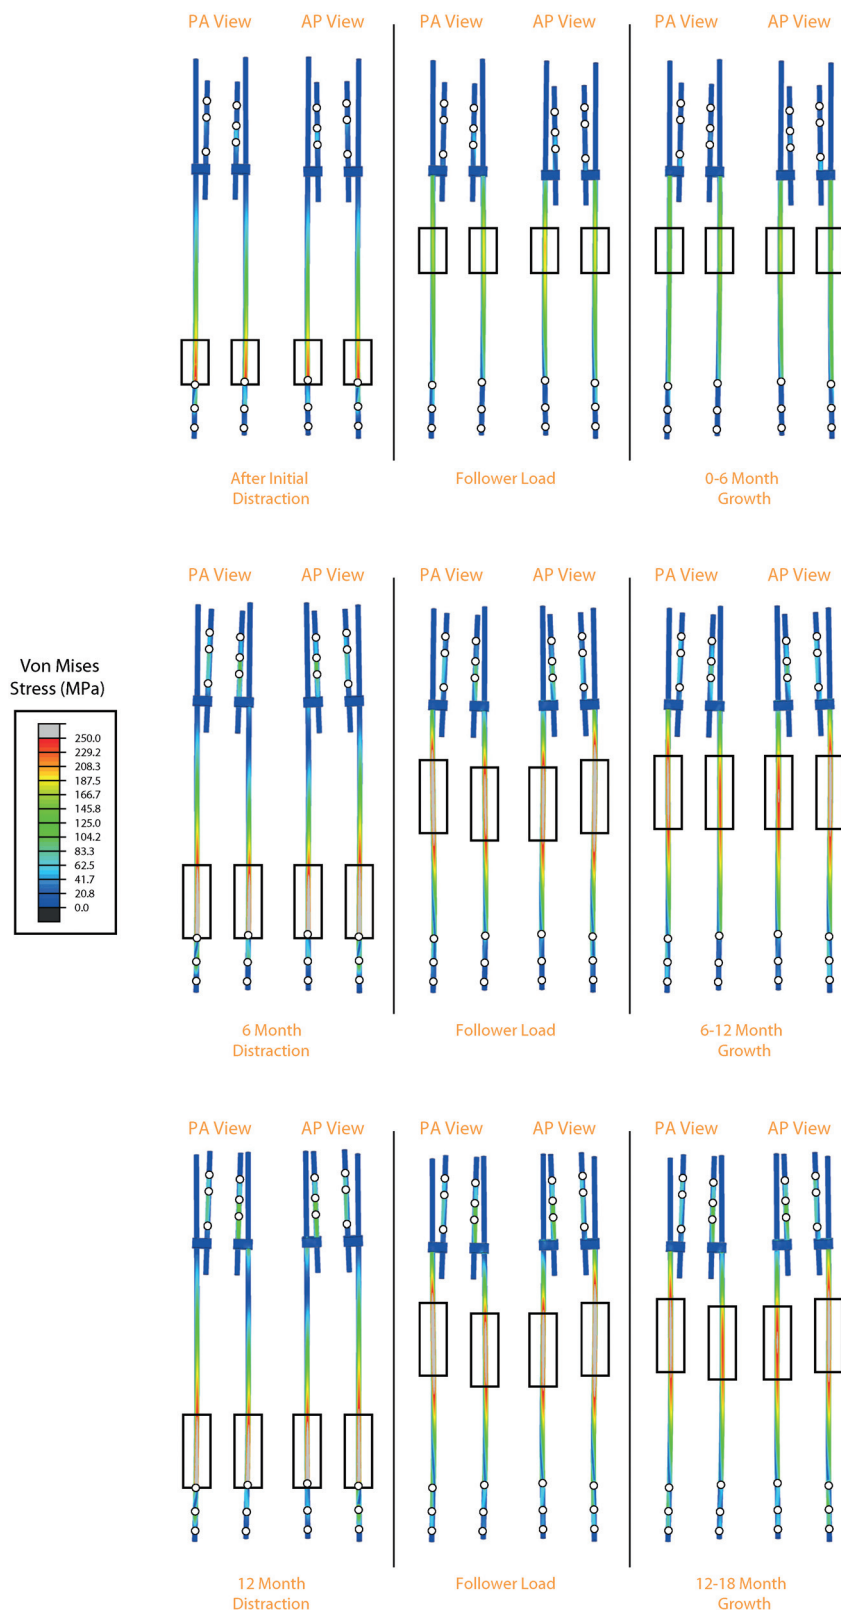 PA View AP View PA View AP View PA View AP View
After Initial
Distraction
Follower Load
0-6 Month
Growth
PA View AP View PA View AP View PA View AP View
Von Mises
Stress (MPa)
250.0
229.2
208.3
187.5
166.7
145.8
125.0
104.2
83.3
62.5
41.7
20.8
0.0
6 Month
Distraction
Follower Load
6-12 Month
Growth
PA View AP View PA View AP View PA View AP View
12 Month
Distraction
Follower Load
12-18 Month
Growth